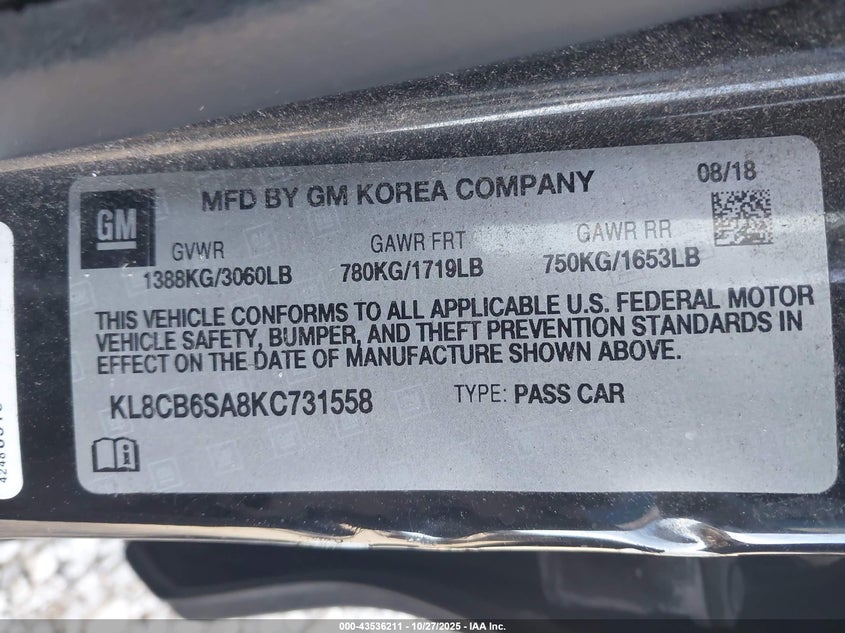 GM
MFD BY GM KOREA COMPANY
08/18
GVWR
GAWR FRT
GAWR RR
1388KG/3060LB
780KG/1719LB
750KG/1653LB
THIS VEHICLE CONFORMS TO ALL APPLICABLE U.S. FEDERAL MOTOR
VEHICLE SAFETY, BUMPER, AND THEFT PREVENTION STANDARDS IN
EFFECT ON THE DATE OF MANUFACTURE SHOWN ABOVE.
KL8CB6SA8KC731558
TYPE: PASS CAR
000-43536211 | 10/27/2025 | © IAA Inc.